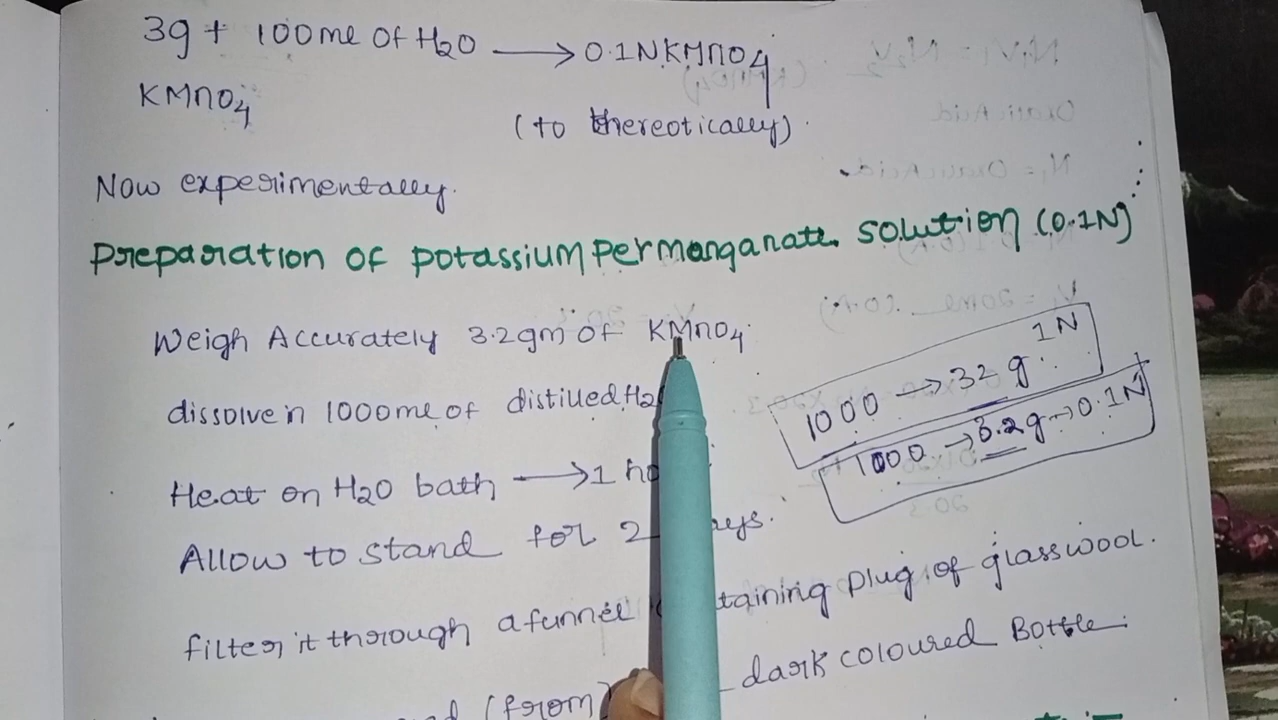 3g + 100ml of H2O ⟶ 0.1N KMnO4
KMnO4
(to thereotically).
Now experimentally.
Preparation of potassium permanganate solution (0.1N)
Weigh Accurately 3.2gm of KMnO4
dissolve n 1000ml of distilled H2
1N
1000 → 32 g
1000 → 3.2g → 0.1N
Heat on H2O bath ⟶ 1 ho
Allow to stand for 2 ays.
filter it through a funnel taining plug of glasswool.
(from) dark coloured Bottle.